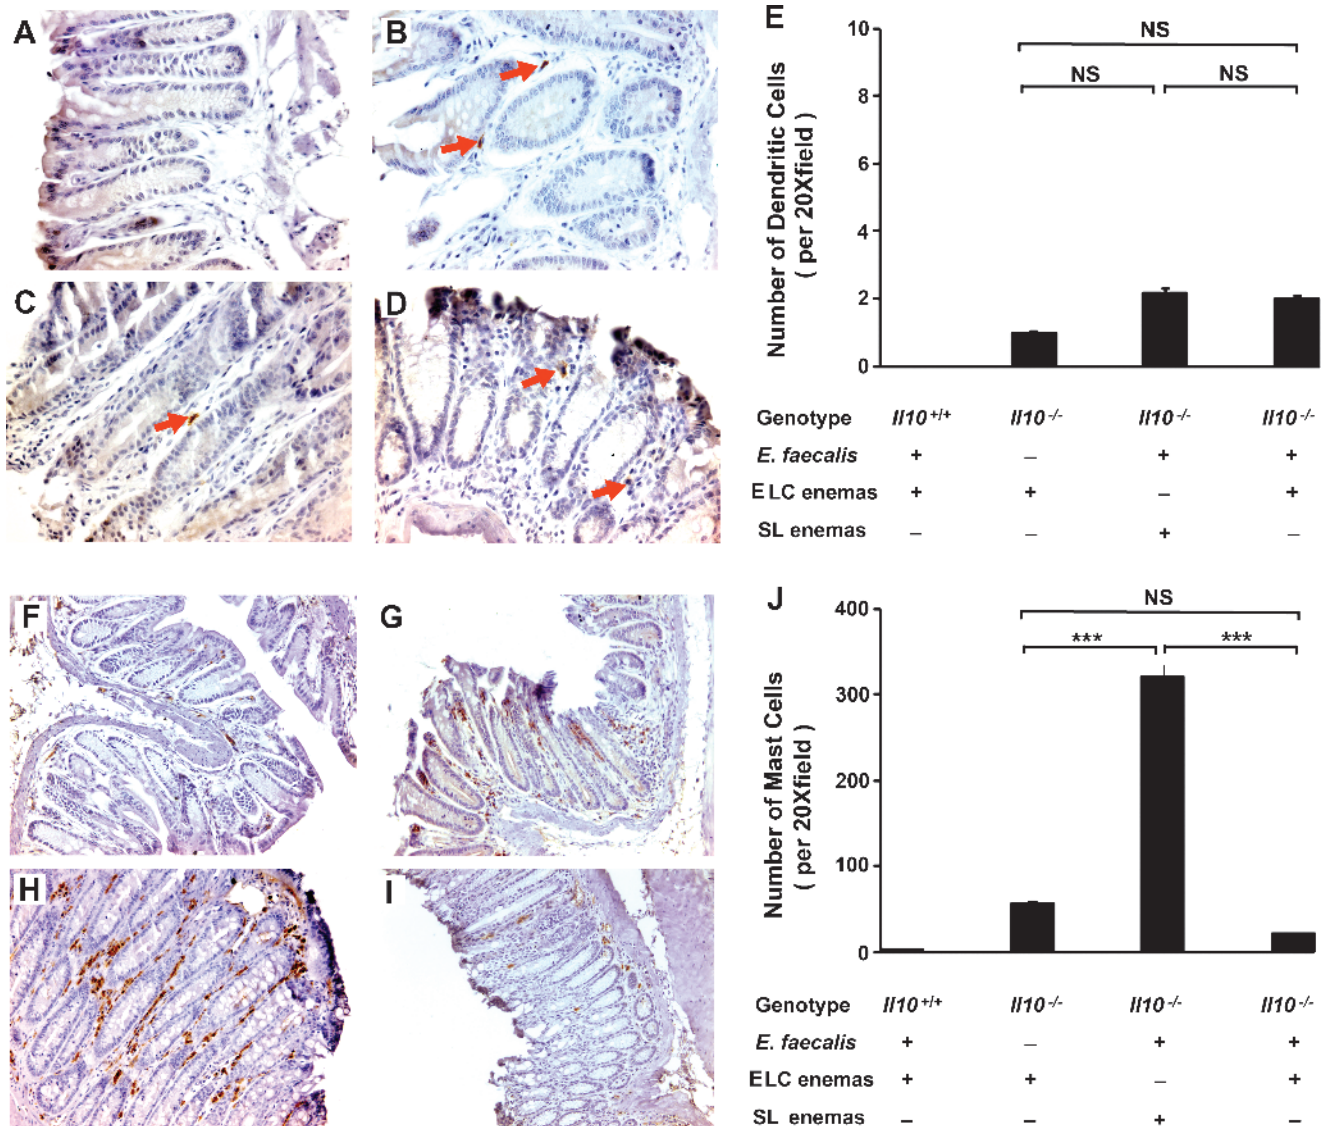 A
B
C
D
E
10
8
6
4
2
0
Number of Dendritic Cells
( per 20Xfield )
NS
NS NS
Genotype Il10 +/+ Il10 -/- Il10 -/- Il10 -/-
E. faecalis + – + +
ELC enemas + + – +
SL enemas – – + –
F
G
H
I
J
400
300
200
100
0
Number of Mast Cells
( per 20Xfield )
NS
*** ***
Genotype Il10 +/+ Il10 -/- Il10 -/- Il10 -/-
E. faecalis + – + +
ELC enemas + + – +
SL enemas – – + –